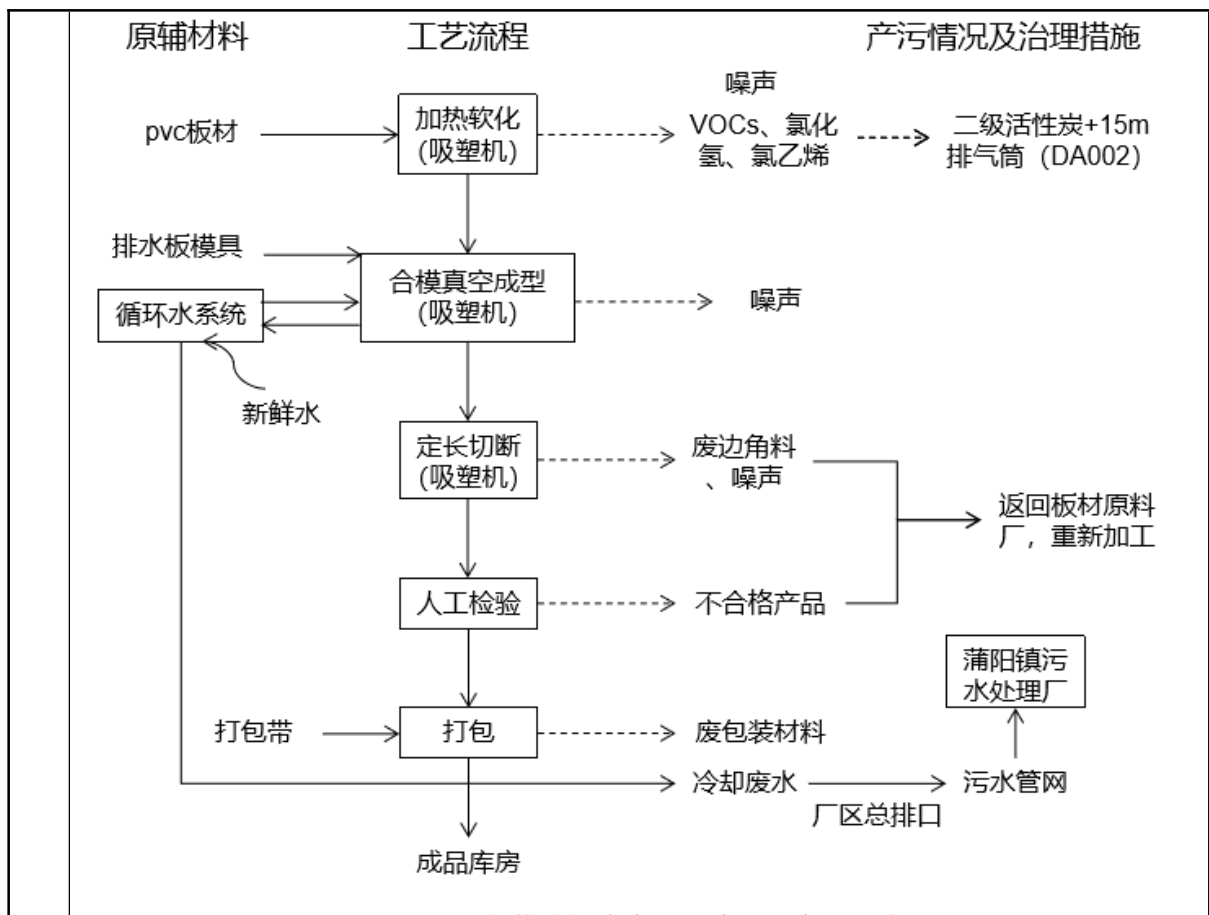 原辅材料
工艺流程
产污情况及治理措施
pvc板材
加热软化
(吸塑机)
噪声
VOCs、氯化
氢、氯乙烯
二级活性炭+15m
排气筒（DA002）
排水板模具
循环水系统
合模真空成型
(吸塑机)
噪声
新鲜水
定长切断
(吸塑机)
废边角料
、噪声
返回板材原料
厂，重新加工
人工检验
不合格产品
蒲阳镇污
水处理厂
打包带
打包
废包装材料
冷却废水
厂区总排口
污水管网
成品库房